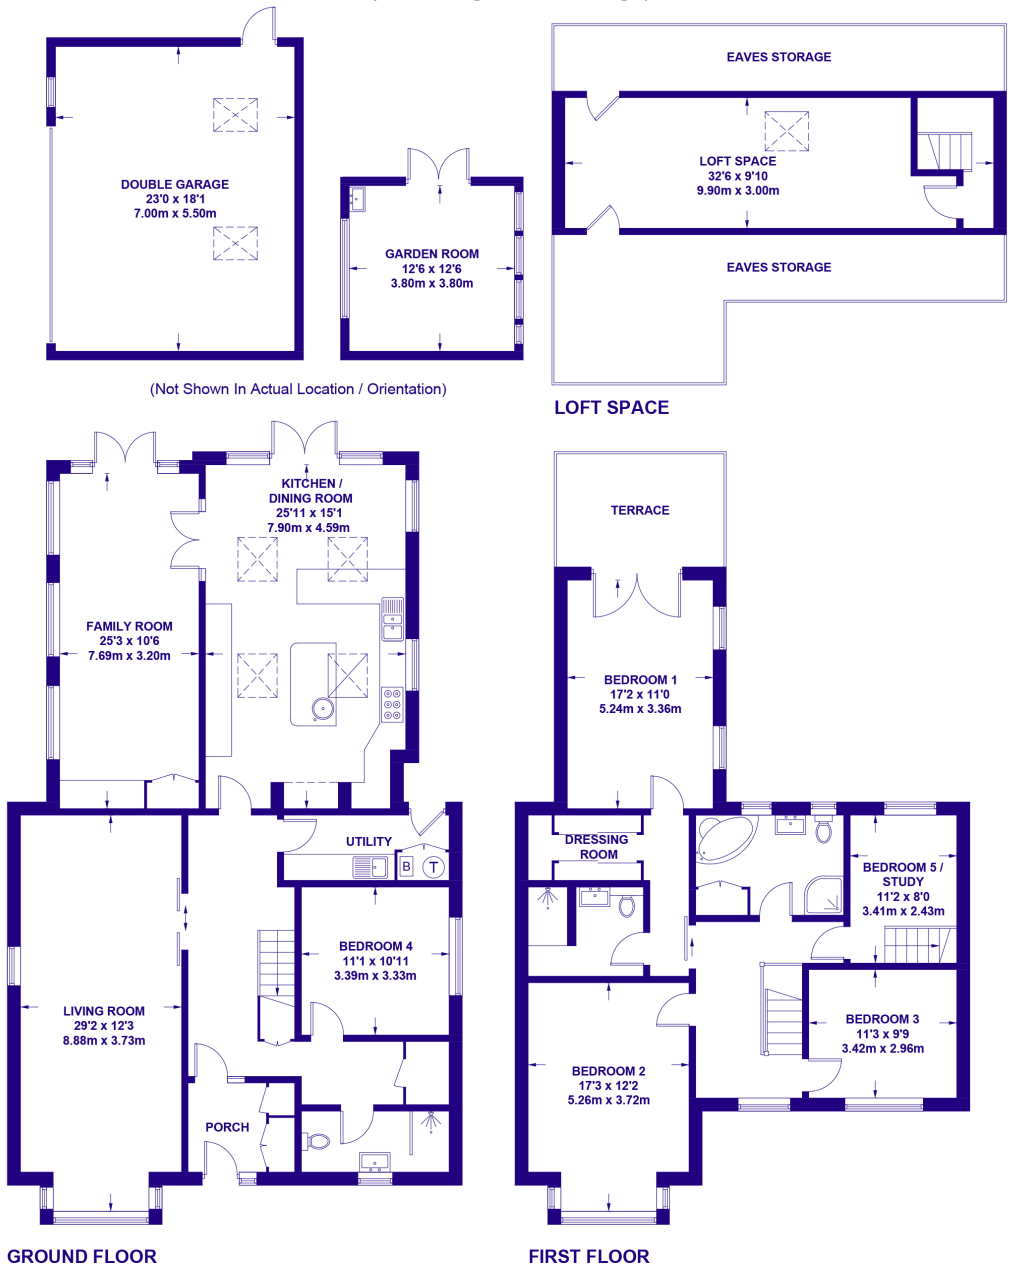 EAVES STORAGE
DOUBLE GARAGE
23'0 x 18'1
7.00m x 5.50m
LOFT SPACE
32'6 x 9'10
9.90m x 3.00m
GARDEN ROOM
12'6 x 12'6
3.80m x 3.80m
EAVES STORAGE
(Not Shown In Actual Location / Orientation)
LOFT SPACE
KITCHEN /
DINING ROOM
25'11 x 15'1
7.90m x 4.59m
TERRACE
FAMILY ROOM
25'3 x 10'6
7.69m x 3.20m
BEDROOM 1
17'2 x 11'0
5.24m x 3.36m
UTILITY
B
T
DRESSING
ROOM
BEDROOM 5 /
STUDY
11'2 x 8'0
3.41m x 2.43m
BEDROOM 4
11'1 x 10'11
3.39m x 3.33m
LIVING ROOM
29'2 x 12'3
8.88m x 3.73m
BEDROOM 3
11'3 x 9'9
3.42m x 2.96m
BEDROOM 2
17'3 x 12'2
5.26m x 3.72m
PORCH
GROUND FLOOR
FIRST FLOOR